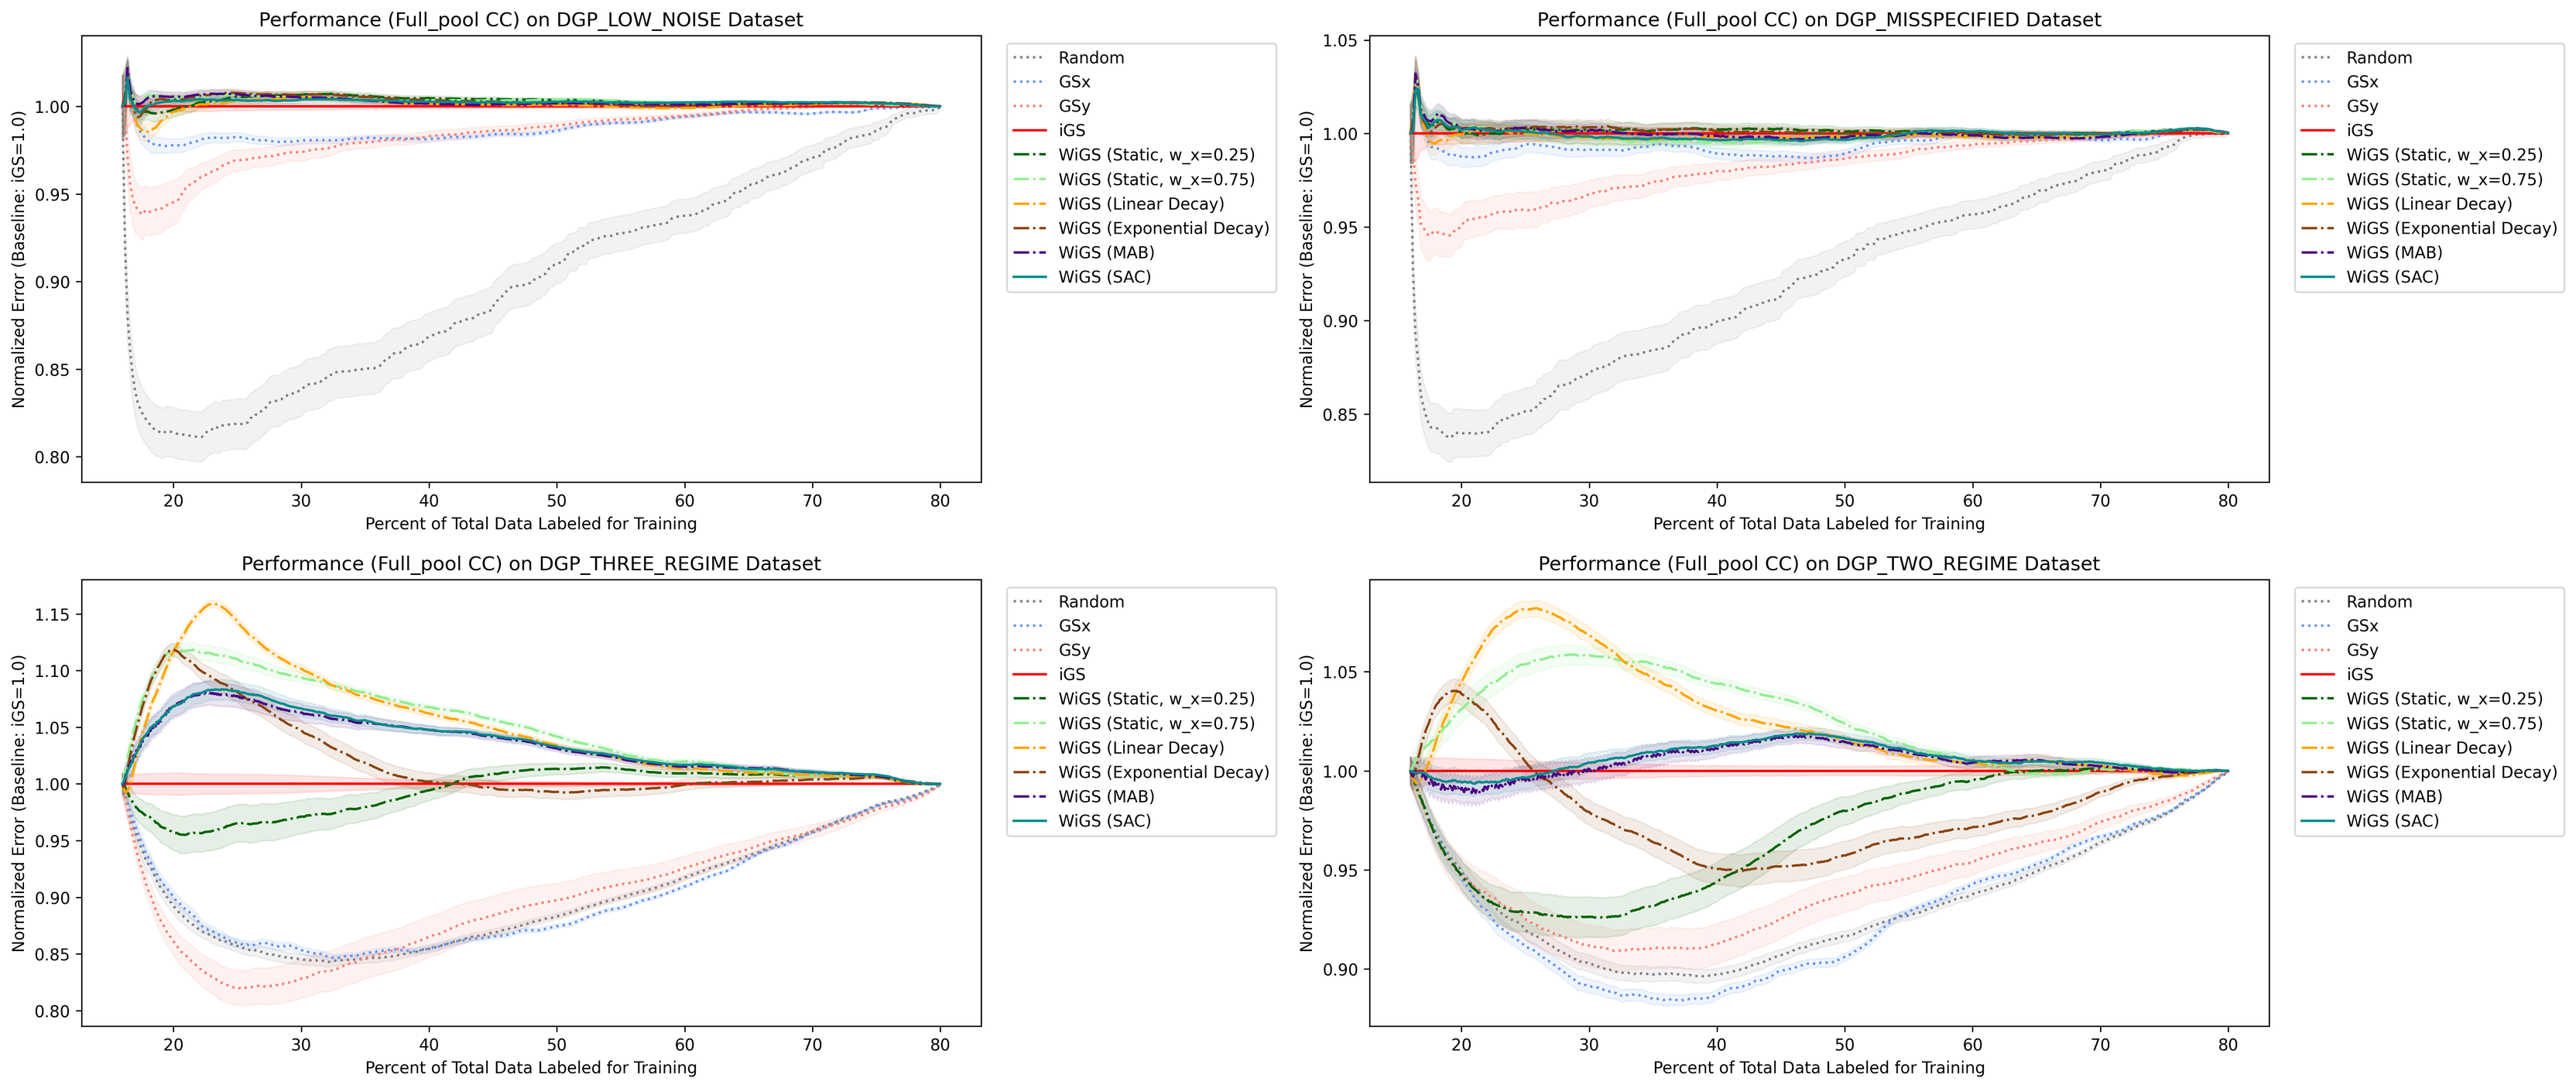 Performance (Full_pool CC) on DGP_LOW_NOISE Dataset
Normalized Error (Baseline: iGS=1.0)
1.00
0.95
0.90
0.85
0.80
20 30 40 50 60 70 80
Percent of Total Data Labeled for Training
Random
GSx
GSy
iGS
WiGS (Static, w_x=0.25)
WiGS (Static, w_x=0.75)
WiGS (Linear Decay)
WiGS (Exponential Decay)
WiGS (MAB)
WiGS (SAC)
Performance (Full_pool CC) on DGP_MISSPECIFIED Dataset
Normalized Error (Baseline: iGS=1.0)
1.05
1.00
0.95
0.90
0.85
20 30 40 50 60 70 80
Percent of Total Data Labeled for Training
Random
GSx
GSy
iGS
WiGS (Static, w_x=0.25)
WiGS (Static, w_x=0.75)
WiGS (Linear Decay)
WiGS (Exponential Decay)
WiGS (MAB)
WiGS (SAC)
Performance (Full_pool CC) on DGP_THREE_REGIME Dataset
Normalized Error (Baseline: iGS=1.0)
1.15
1.10
1.05
1.00
0.95
0.90
0.85
0.80
20 30 40 50 60 70 80
Percent of Total Data Labeled for Training
Random
GSx
GSy
iGS
WiGS (Static, w_x=0.25)
WiGS (Static, w_x=0.75)
WiGS (Linear Decay)
WiGS (Exponential Decay)
WiGS (MAB)
WiGS (SAC)
Performance (Full_pool CC) on DGP_TWO_REGIME Dataset
Normalized Error (Baseline: iGS=1.0)
1.05
1.00
0.95
0.90
20 30 40 50 60 70 80
Percent of Total Data Labeled for Training
Random
GSx
GSy
iGS
WiGS (Static, w_x=0.25)
WiGS (Static, w_x=0.75)
WiGS (Linear Decay)
WiGS (Exponential Decay)
WiGS (MAB)
WiGS (SAC)